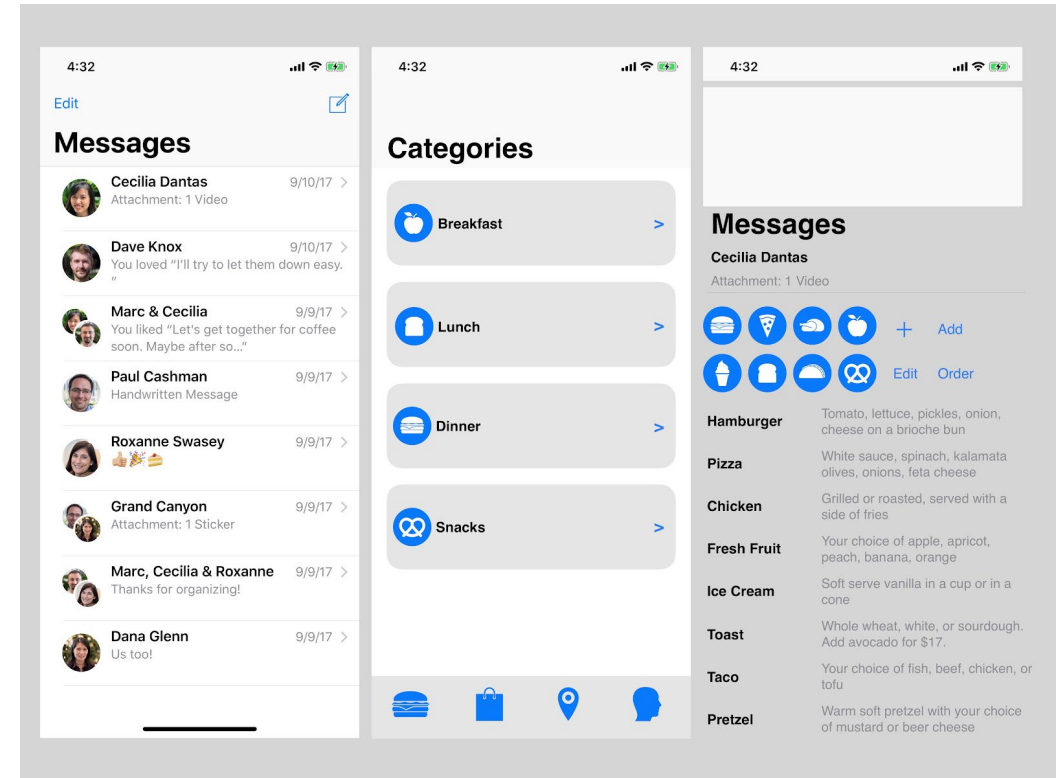 4:32
Edit
Messages
Cecilia Dantas 9/10/17 >
Attachment: 1 Video
Dave Knox 9/10/17 >
You loved “I’ll try to let them down easy.
“
Marc & Cecilia 9/9/17 >
You liked “Let’s get together for coffee
soon. Maybe after so...”
Paul Cashman 9/9/17 >
Handwritten Message
Roxanne Swasey 9/9/17 >
👍🏼🎉🍰
Grand Canyon 9/9/17 >
Attachment: 1 Sticker
Marc, Cecilia & Roxanne 9/9/17 >
Thanks for organizing!
Dana Glenn 9/9/17 >
Us too!
4:32
Categories
Breakfast >
Lunch >
Dinner >
Snacks >
4:32
Messages
Cecilia Dantas
Attachment: 1 Video
+ Add
Edit Order
Hamburger
Tomato, lettuce, pickles, onion,
cheese on a brioche bun
Pizza
White sauce, spinach, kalamata
olives, onions, feta cheese
Chicken
Grilled or roasted, served with a
side of fries
Fresh Fruit
Your choice of apple, apricot,
peach, banana, orange
Ice Cream
Soft serve vanilla in a cup or in a
cone
Toast
Whole wheat, white, or sourdough.
Add avocado for $17.
Taco
Your choice of fish, beef, chicken, or
tofu
Pretzel
Warm soft pretzel with your choice
of mustard or beer cheese